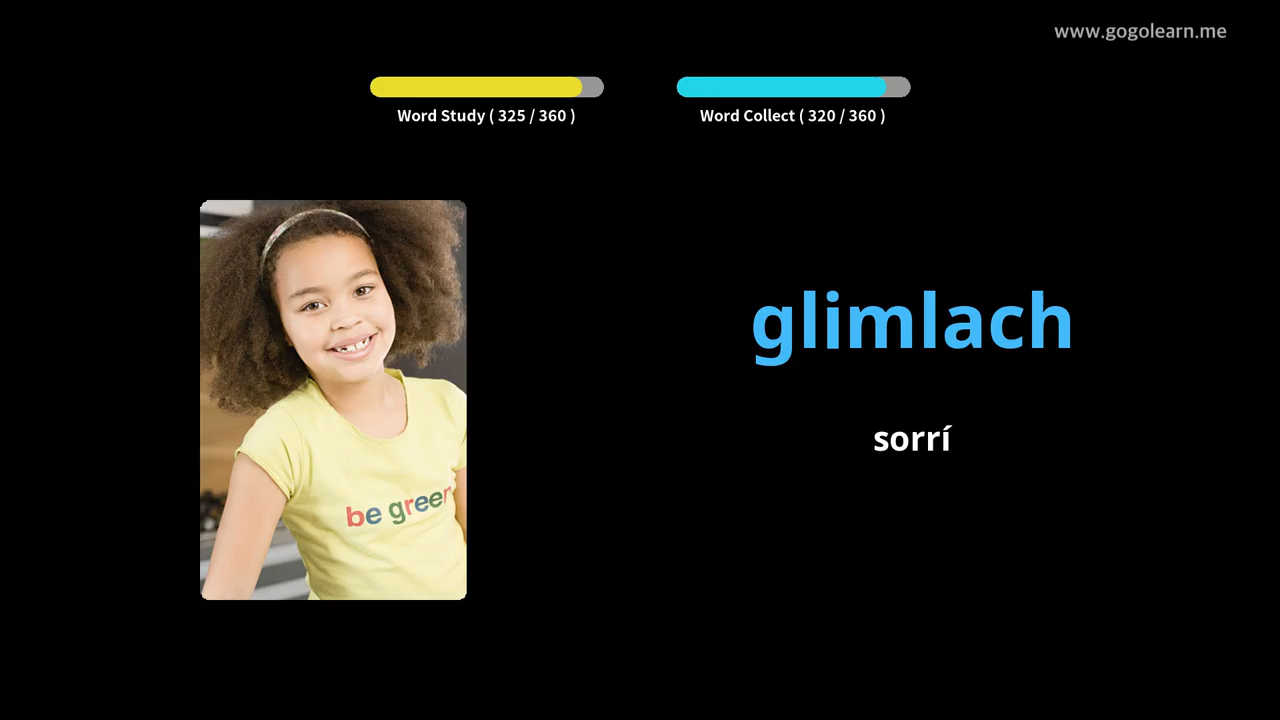 www.gogolearn.me
Word Study ( 325 / 360 )
Word Collect ( 320 / 360 )
glimlach
sorrí
be green